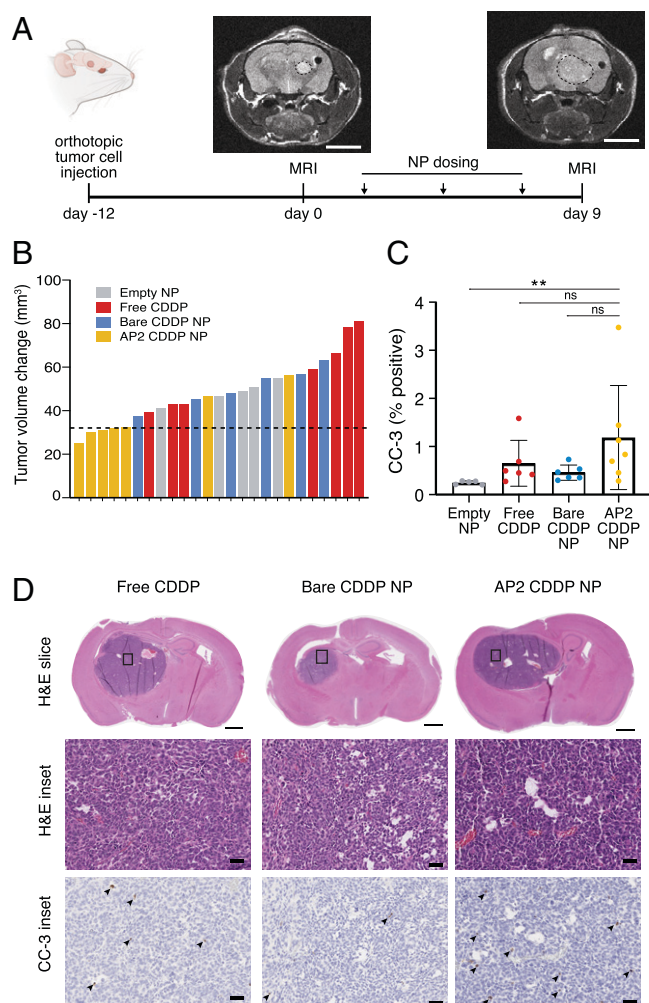 A
orthotopic
tumor cell
injection
MRI
NP dosing
MRI
day -12
day 0
day 9
B
Tumor volume change (mm³)
100
80
60
40
20
0
Empty NP
Free CDDP
Bare CDDP NP
AP2 CDDP NP
C
CC-3 (% positive)
4
3
2
1
0
**
ns
ns
Empty
NP
Free
CDDP
Bare
CDDP
NP
AP2
CDDP
NP
D
Free CDDP
Bare CDDP NP
AP2 CDDP NP
H&E slice
H&E inset
CC-3 inset